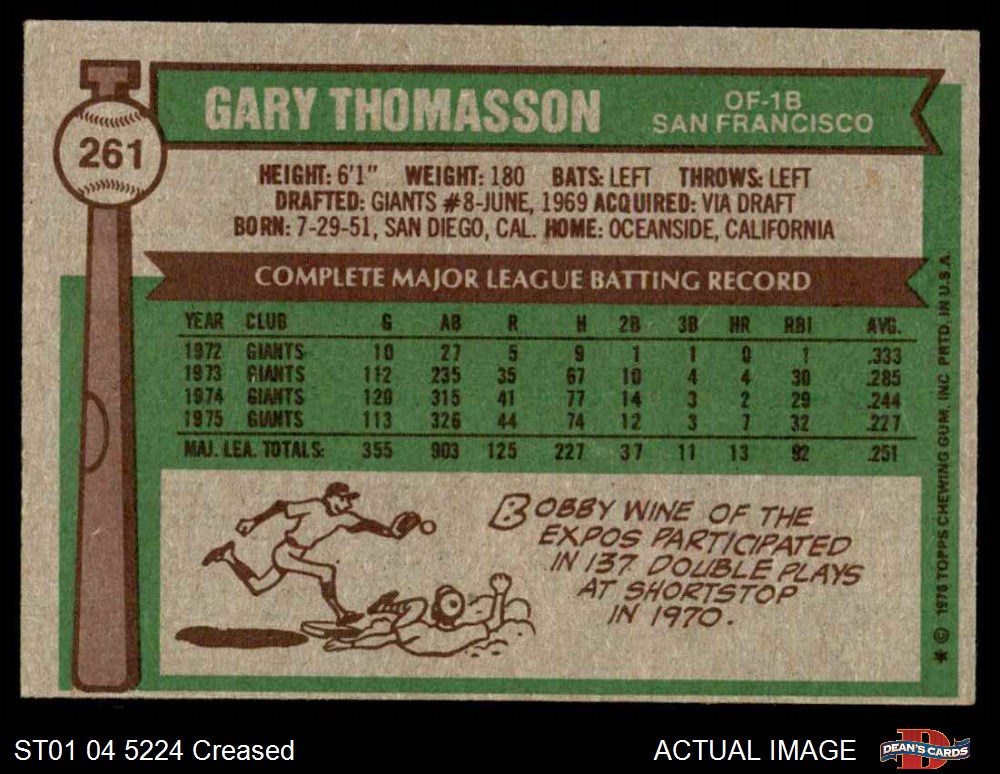 261
GARY THOMASSON
OF-1B
SAN FRANCISCO
HEIGHT: 6'1" WEIGHT: 180 BATS: LEFT THROWS: LEFT
DRAFTED: GIANTS #8-JUNE, 1969 ACQUIRED: VIA DRAFT
BORN: 7-29-51, SAN DIEGO, CAL. HOME: OCEANSIDE, CALIFORNIA
COMPLETE MAJOR LEAGUE BATTING RECORD
YEAR CLUB G AB R H 2B 3B HR RBI AVG.
1972 GIANTS 10 27 5 9 1 1 0 1 .333
1973 GIANTS 112 235 35 67 10 4 4 30 .285
1974 GIANTS 120 315 41 77 14 3 2 29 .244
1975 GIANTS 113 326 44 74 12 3 7 32 .227
MAJ. LEA. TOTALS: 355 903 125 227 37 11 13 92 .251
BOBBY WINE OF THE
EXPOS PARTICIPATED
IN 137 DOUBLE PLAYS
AT SHORTSTOP
IN 1970.
* © 1976 TOPPS CHEWING GUM, INC PRTD. IN U.S.A.
ST01 04 5224 Creased
ACTUAL IMAGE
DEAN'S CARDS